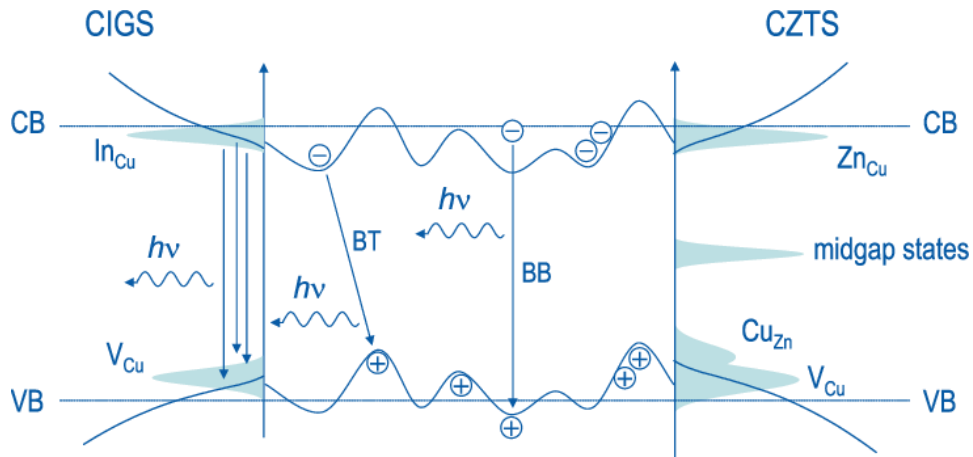 CIGS
CZTS
CB
CB
In_Cu
Zn_Cu
hν
BT
BB
midgap states
hν
hν
Cu_Zn
V_Cu
V_Cu
VB
VB